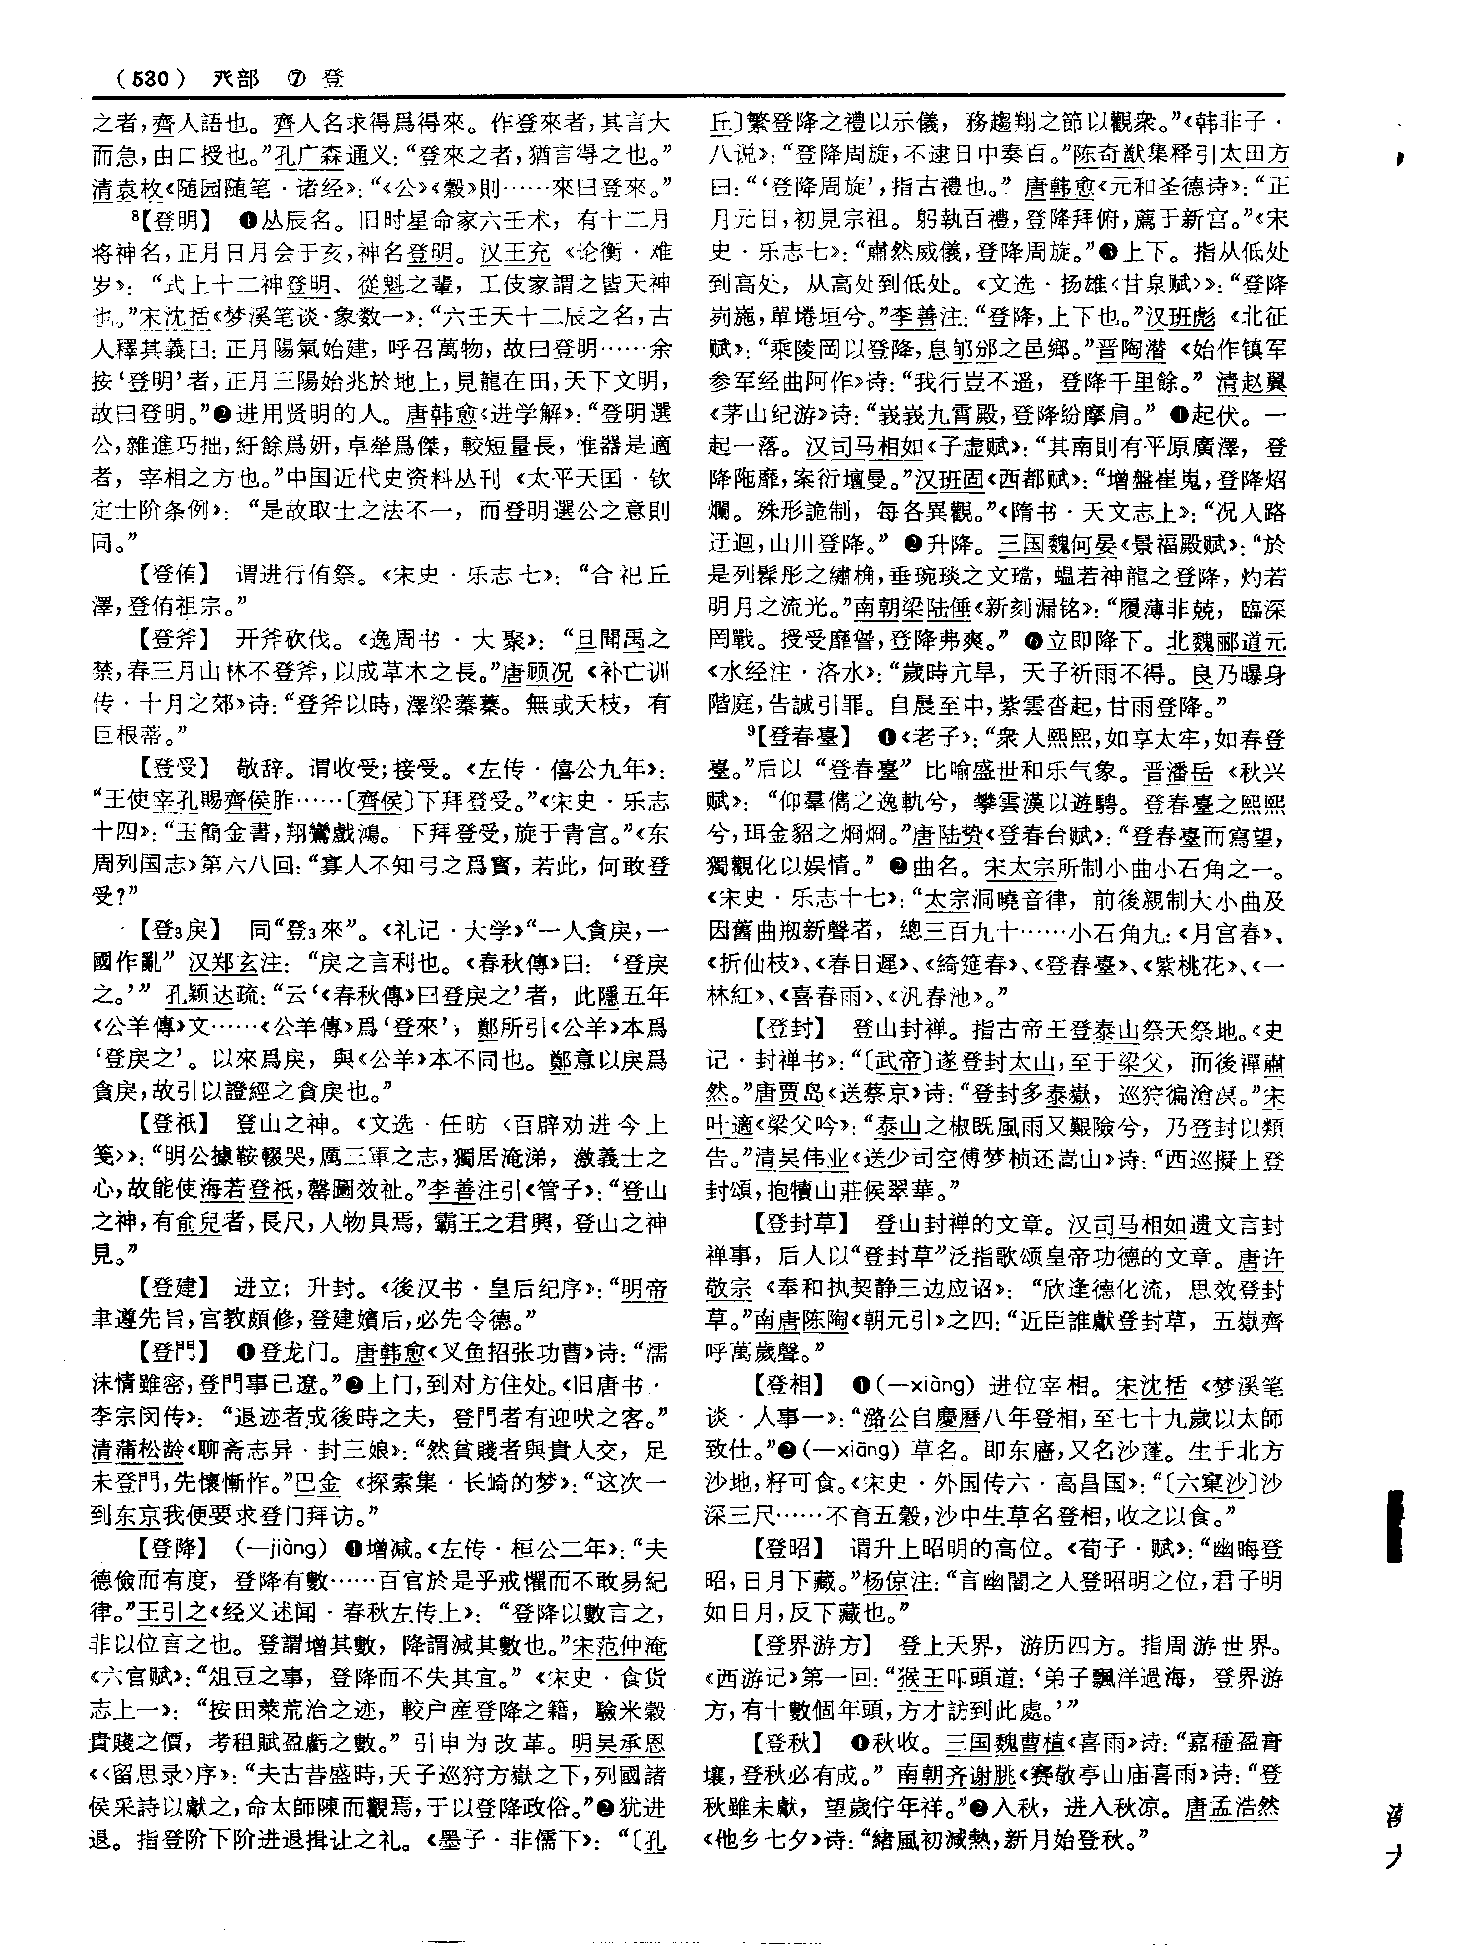 （530） 癶部 ⑦ 登
之者，齊人語也。齊人名求得爲得來。作登來者，其言大
而急，由口授也。”孔广森通义：“登來之者，猶言得之也。”
清袁枚《随园随笔·诸经》：“《公》《穀》則……來曰登來。”
⁸【登明】 ❶丛辰名。旧时星命家六壬术，有十二月
将神名，正月日月会于亥，神名登明。汉王充《论衡·难
岁》：“式上十二神登明、從魁之輩，工伎家謂之皆天神
也。”宋沈括《梦溪笔谈·象数一》：“六壬天十二辰之名，古
人釋其義曰：正月陽氣始建，呼召萬物，故曰登明……余
按‘登明’者，正月三陽始兆於地上，見龍在田，天下文明，
故曰登明。”❷进用贤明的人。唐韩愈《进学解》：“登明選
公，雜進巧拙，紆餘爲妍，卓犖爲傑，較短量長，惟器是適
者，宰相之方也。”中国近代史资料丛刊《太平天国·钦
定士阶条例》：“是故取士之法不一，而登明選公之意則
同。”
【登侑】 谓进行侑祭。《宋史·乐志七》：“合祀丘
澤，登侑祖宗。”
【登斧】 开斧砍伐。《逸周书·大聚》：“旦聞禹之
禁，春三月山林不登斧，以成草木之長。”唐顾况《补亡训
传·十月之郊》诗：“登斧以時，澤梁蓁蓁。無或夭枝，有
巨根蒂。”
【登受】 敬辞。谓收受；接受。《左传·僖公九年》：
“王使宰孔賜齊侯胙……〔齊侯〕下拜登受。”《宋史·乐志
十四》：“玉簡金書，翔鸞戲鴻。下拜登受，旋于青宫。”《东
周列国志》第六八回：“寡人不知弓之爲寶，若此，何敢登
受？”
【登₃戾】 同“登₃來”。《礼记·大学》“一人貪戾，一
國作亂”汉郑玄注：“戾之言利也。《春秋傳》曰：‘登戾
之。’”孔颖达疏：“云‘《春秋傳》曰登戾之’者，此隱五年
《公羊傳》文……《公羊傳》爲‘登來’；鄭所引《公羊》本爲
‘登戾之’。以來爲戾，與《公羊》本不同也。鄭意以戾爲
貪戾，故引以證經之貪戾也。”
【登祇】 登山之神。《文选·任昉〈百辟劝进今上
笺〉》：“明公據鞍輟哭，厲三軍之志，獨居淹涕，激義士之
心，故能使海若登祇，罄圖效祉。”李善注引《管子》：“登山
之神，有俞兒者，長尺，人物具焉，霸王之君興，登山之神
見。”
【登建】 进立；升封。《後汉书·皇后纪序》：“明帝
聿遵先旨，宫教頗修，登建嬪后，必先令德。”
【登門】 ❶登龙门。唐韩愈《叉鱼招张功曹》诗：“濡
沫情雖密，登門事已遼。”❷上门，到对方住处。《旧唐书·
李宗闵传》：“退迹者成後時之夫，登門者有迎吠之客。”
清蒲松龄《聊斋志异·封三娘》：“然貧賤者與貴人交，足
未登門，先懷慚怍。”巴金《探索集·长崎的梦》：“这次一
到东京我便要求登门拜访。”
【登降】 （—jiàng）❶增减。《左传·桓公二年》：“夫
德儉而有度，登降有數……百官於是乎戒懼而不敢易紀
律。”王引之《经义述闻·春秋左传上》：“登降以數言之，
非以位言之也。登謂增其數，降謂減其數也。”宋范仲淹
《六官赋》：“俎豆之事，登降而不失其宜。”《宋史·食货
志上一》：“按田萊荒治之迹，較户産登降之籍，驗米穀
貴賤之價，考租賦盈虧之數。”引申为改革。明吴承恩
《〈留思录〉序》：“夫古昔盛時，天子巡狩方嶽之下，列國諸
侯采詩以獻之，命太師陳而觀焉，于以登降政俗。”❷犹进
退。指登阶下阶进退揖让之礼。《墨子·非儒下》：“〔孔
丘〕繁登降之禮以示儀，務趨翔之節以觀衆。”《韩非子·
八说》：“登降周旋，不逮日中奏百。”陈奇猷集释引太田方
曰：“‘登降周旋’，指古禮也。”唐韩愈《元和圣德诗》：“正
月元日，初見宗祖。躬執百禮，登降拜俯，薦于新宫。”《宋
史·乐志七》：“肅然威儀，登降周旋。”❸上下。指从低处
到高处，从高处到低处。《文选·扬雄〈甘泉赋〉》：“登降
峛崺，單埢垣兮。”李善注：“登降，上下也。”汉班彪《北征
赋》：“乘陵岡以登降，息郇邠之邑鄉。”晋陶潜《始作镇军
参军经曲阿作》诗：“我行豈不遥，登降千里餘。”清赵翼
《茅山纪游》诗：“峩峩九霄殿，登降紛摩肩。”❹起伏。一
起一落。汉司马相如《子虚赋》：“其南則有平原廣澤，登
降陁靡，案衍壇曼。”汉班固《西都赋》：“增盤崔嵬，登降炤
爛。殊形詭制，每各異觀。”《隋书·天文志上》：“况人路
迂迴，山川登降。”❺升降。三国魏何晏《景福殿赋》：“於
是列髹彤之繡桷，垂琬琰之文璫，蝹若神龍之登降，灼若
明月之流光。”南朝梁陆倕《新刻漏铭》：“履薄非兢，臨深
罔戰。授受靡諐，登降弗爽。”❻立即降下。北魏郦道元
《水经注·洛水》：“歲時亢旱，天子祈雨不得。良乃曝身
階庭，告誠引罪。自晨至中，紫雲沓起，甘雨登降。”
⁹【登春臺】 ❶《老子》：“衆人熙熙，如享太牢，如春登
臺。”后以“登春臺”比喻盛世和乐气象。晋潘岳《秋兴
赋》：“仰羣儁之逸軌兮，攀雲漢以遊騁。登春臺之熙熙
兮，珥金貂之炯炯。”唐陆贽《登春台赋》：“登春臺而寫望，
獨觀化以娱情。”❷曲名。宋太宗所制小曲小石角之一。
《宋史·乐志十七》：“太宗洞曉音律，前後親制大小曲及
因舊曲剏新聲者，總三百九十……小石角九：《月宫春》、
《折仙枝》、《春日遲》、《綺筵春》、《登春臺》、《紫桃花》、《一
林紅》、《喜春雨》、《汎春池》。”
【登封】 登山封禅。指古帝王登泰山祭天祭地。《史
记·封禅书》：“〔武帝〕遂登封太山，至于梁父，而後禪肅
然。”唐贾岛《送蔡京》诗：“登封多泰嶽，巡狩徧滄溟。”宋
叶適《梁父吟》：“泰山之椒既風雨又艱險兮，乃登封以類
告。”清吴伟业《送少司空傅梦桢还嵩山》诗：“西巡擬上登
封頌，抱犢山莊侯翠華。”
【登封草】 登山封禅的文章。汉司马相如遗文言封
禅事，后人以“登封草”泛指歌颂皇帝功德的文章。唐许
敬宗《奉和执契静三边应诏》：“欣逢德化流，思效登封
草。”南唐陈陶《朝元引》之四：“近臣誰獻登封草，五嶽齊
呼萬歲聲。”
【登相】 ❶（—xiàng）进位宰相。宋沈括《梦溪笔
谈·人事一》：“潞公自慶曆八年登相，至七十九歲以太師
致仕。”❷（—xiāng）草名。即东廧，又名沙蓬。生于北方
沙地，籽可食。《宋史·外国传六·高昌国》：“〔六窠沙〕沙
深三尺……不育五穀，沙中生草名登相，收之以食。”
【登昭】 谓升上昭明的高位。《荀子·赋》：“幽晦登
昭，日月下藏。”杨倞注：“言幽闇之人登昭明之位，君子明
如日月，反下藏也。”
【登界游方】 登上天界，游历四方。指周游世界。
《西游记》第一回：“猴王叩頭道：‘弟子飄洋過海，登界游
方，有十數個年頭，方才訪到此處。’”
【登秋】 ❶秋收。三国魏曹植《喜雨》诗：“嘉種盈膏
壤，登秋必有成。”南朝齐谢朓《赛敬亭山庙喜雨》诗：“登
秋雖未獻，望歲佇年祥。”❷入秋，进入秋凉。唐孟浩然
《他乡七夕》诗：“緒風初減熱，新月始登秋。”